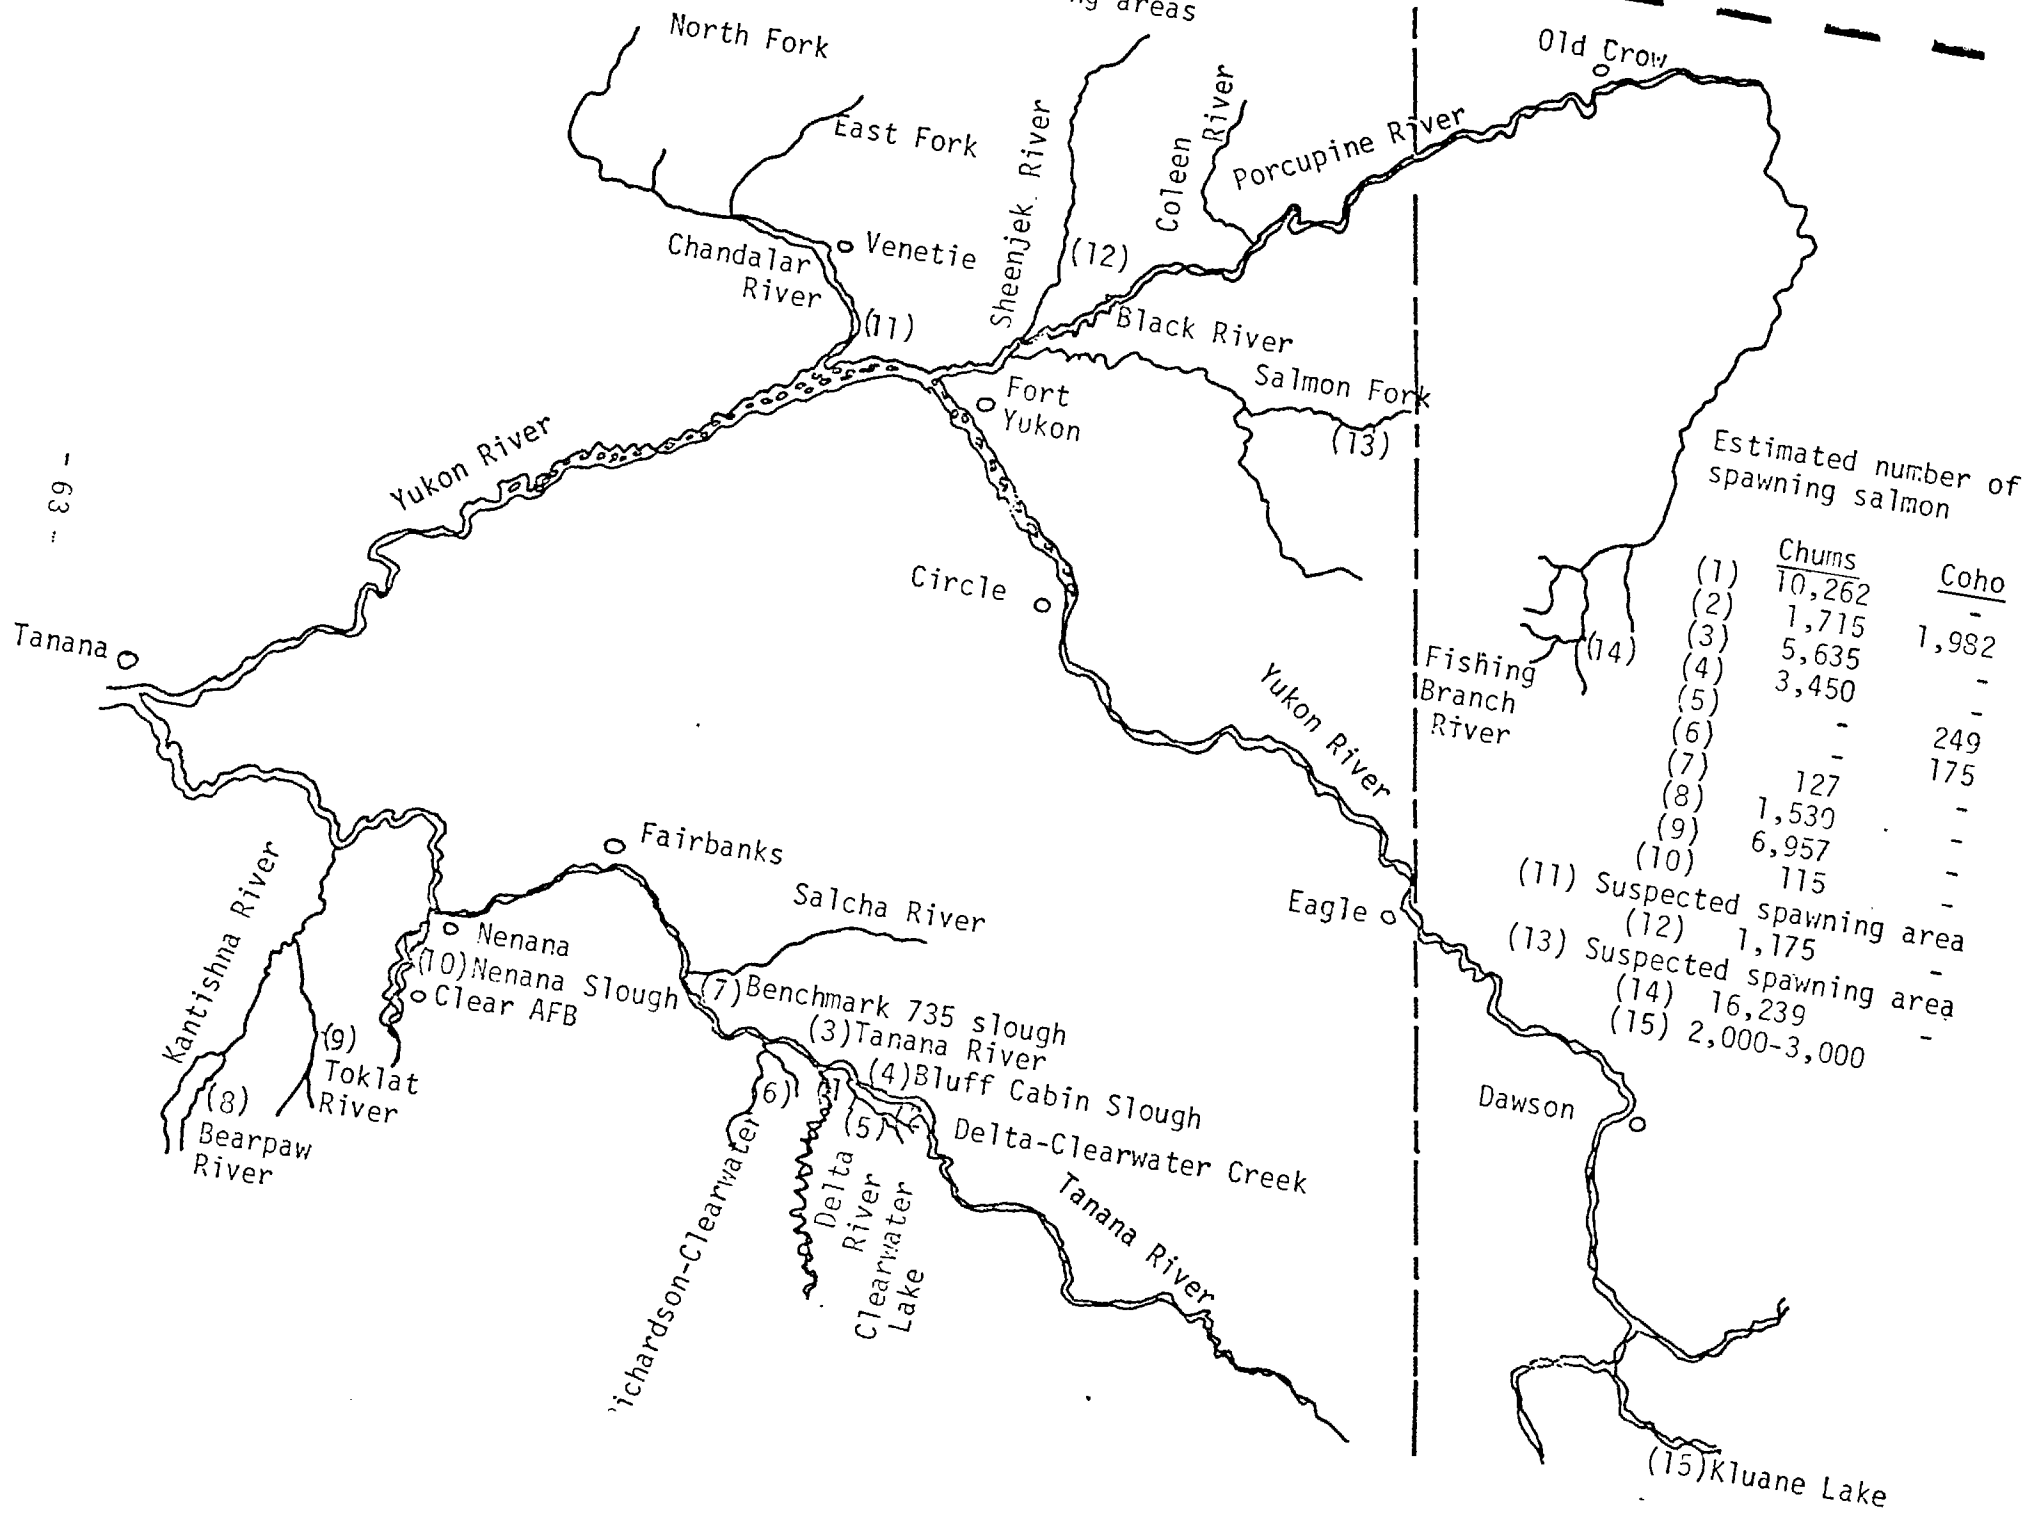 areas
North Fork
East Fork
Sheenjek River
Coleen
River
Porcupine River
Old Crow
Chandalar
River
Venetie
(11)
(12)
Black River
Salmon Fork
(13)
Fort
Yukon
Yukon River
- 63 -
Circle
Tanana
Yukon River
Fishing
Branch
River
(14)
Estimated number of
spawning salmon
Chums Coho
(1) 10,262 -
(2) 1,715 1,982
(3) 5,635 -
(4) 3,450 -
(5) - 249
(6) - 175
(7) 127 -
(8) 1,539 -
(9) 6,957 -
(10) 115 -
(11) Suspected spawning area
(12) 1,175 -
(13) Suspected spawning area
(14) 16,239 -
(15) 2,000-3,000
Eagle
Dawson
Fairbanks
Salcha River
Kantishna River
Nenana
(10)Nenana Slough
Clear AFB
(7)Benchmark 735 slough
(3)Tanana River
(4)Bluff Cabin Slough
Delta-Clearwater Creek
(9)
Toklat
River
(8)
Bearpaw
River
6)
(5)
Delta
River
Clearwater
Lake
Tanana River
(15)Kluane Lake